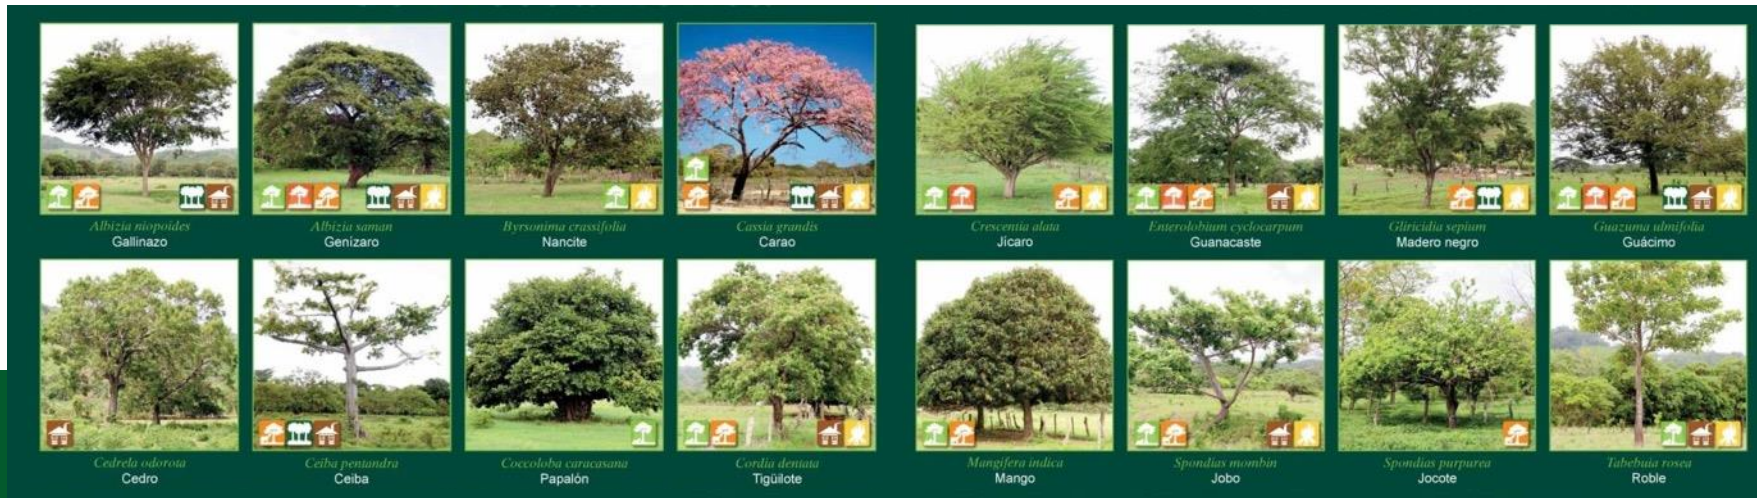 Albizia niopoides
Gallinazo
Albizia saman
Genízaro
Byrsonima crassifolia
Nancite
Cassia grandis
Carao
Crescentia alata
Jícaro
Enterolobium cyclocarpum
Guanacaste
Gliricidia sepium
Madero negro
Guazuma ulmifolia
Guácimo
Cedrela odorota
Cedro
Ceiba pentandra
Ceiba
Coccoloba caracasana
Papalón
Cordia dentata
Tigüilote
Mangifera indica
Mango
Spondias mombin
Jobo
Spondias purpurea
Jocote
Tabebuia rosea
Roble